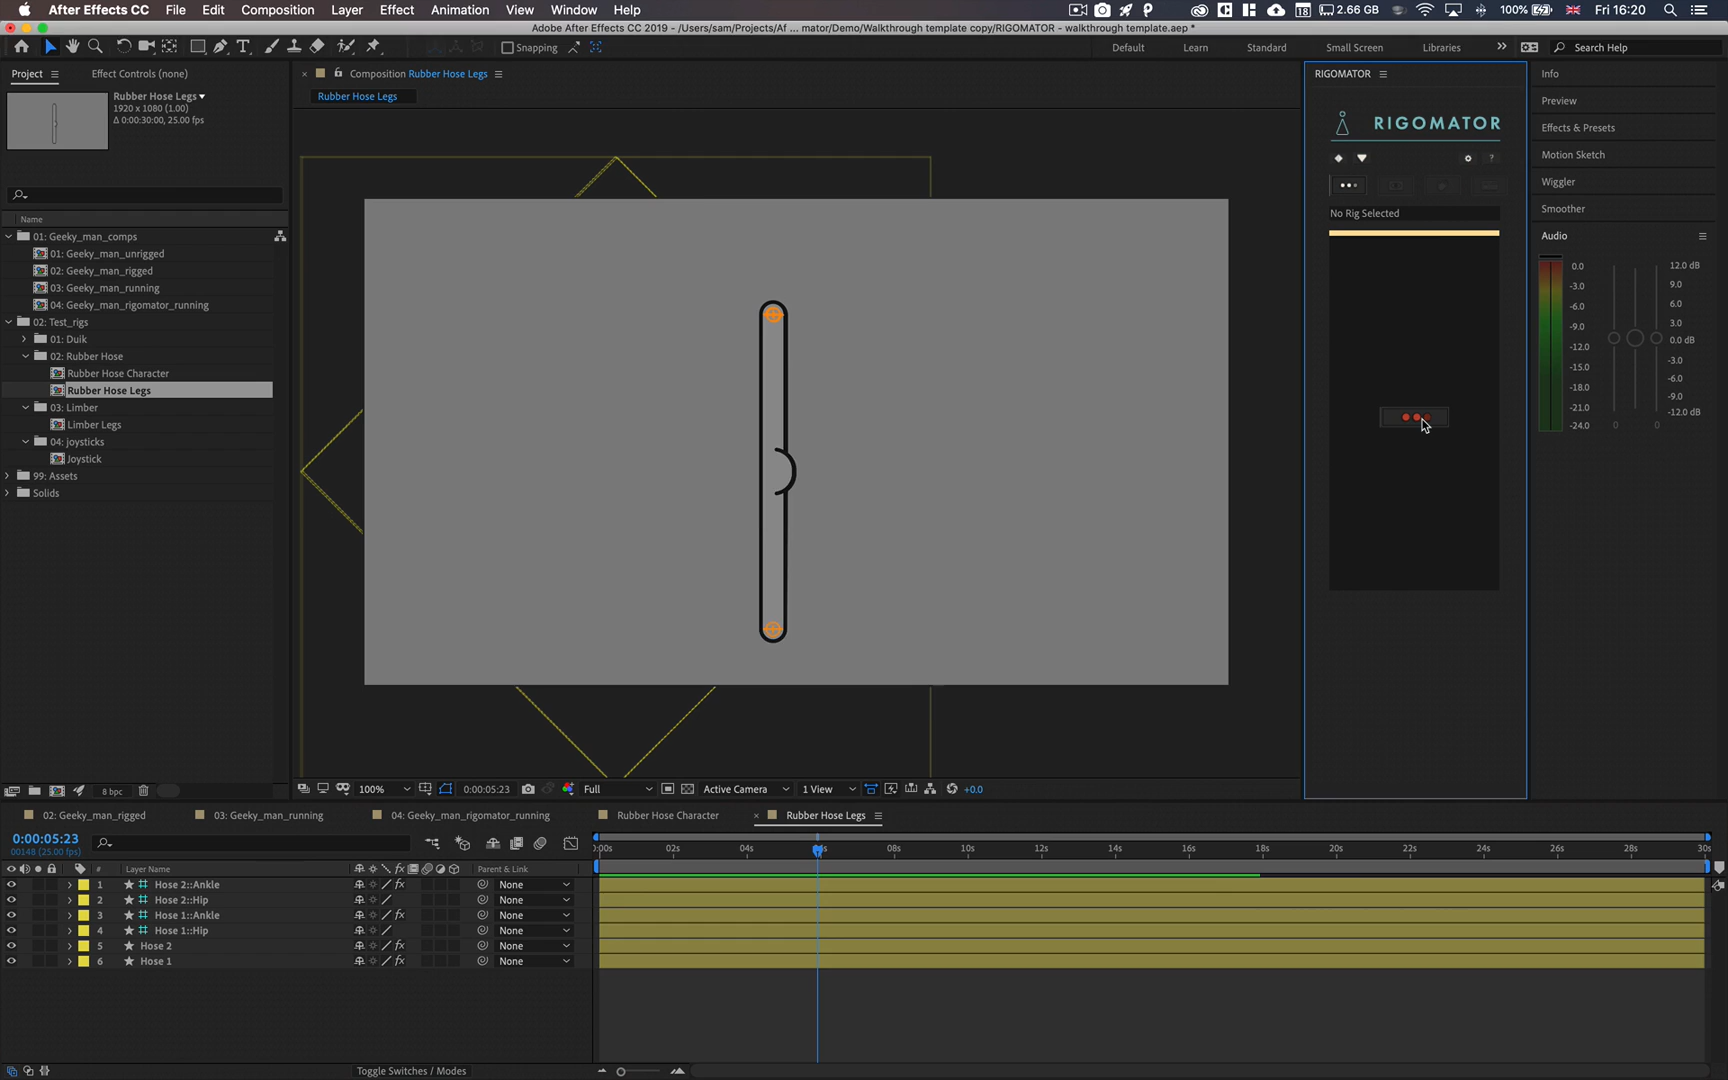 After Effects CC File Edit Composition Layer Effect Animation View Window Help 18 2.66 GB 100% Fri 16:20
Adobe After Effects CC 2019 - /Users/sam/Projects/Af ... mator/Demo/Walkthrough template copy/RIGOMATOR - walkthrough template.aep *
Snapping Default Learn Standard Small Screen Libraries Search Help
Project Effect Controls (none)
Composition Rubber Hose Legs
RIGOMATOR
Info
Rubber Hose Legs
1920 x 1080 (1.00)
Δ 0:00:30:00, 25.00 fps)
Rubber Hose Legs
Preview
Effects & Presets
RIGOMATOR
Motion Sketch
Wiggler
No Rig Selected
Smoother
Name
01: Geeky_man_comps
01: Geeky_man_unrigged
02: Geeky_man_rigged
03: Geeky_man_running
04: Geeky_man_rigomator_running
02: Test_rigs
01: Duik
02: Rubber Hose
Rubber Hose Character
Rubber Hose Legs
03: Limber
Limber Legs
04: joysticks
Joystick
99: Assets
Solids
Audio
0.0 12.0 dB
-3.0 9.0
-6.0 6.0
-9.0 3.0
-12.0 0.0 dB
-15.0 -3.0
-18.0 -6.0
-21.0 -9.0
-24.0 0 0 -12.0 dB
8 bpc
100% 0:00:05:23 Full Active Camera 1 View +0.0
02: Geeky_man_rigged 03: Geeky_man_running 04: Geeky_man_rigomator_running Rubber Hose Character Rubber Hose Legs
0:00:05:23
00148 (25.00 fps)
:00s 02s 04s 08s 10s 12s 14s 16s 18s 20s 22s 24s 26s 28s 30s
# Layer Name fx Parent & Link
1 Hose 2::Ankle fx None
2 Hose 2::Hip None
3 Hose 1::Ankle fx None
4 Hose 1::Hip None
5 Hose 2 fx None
6 Hose 1 fx None
Toggle Switches / Modes